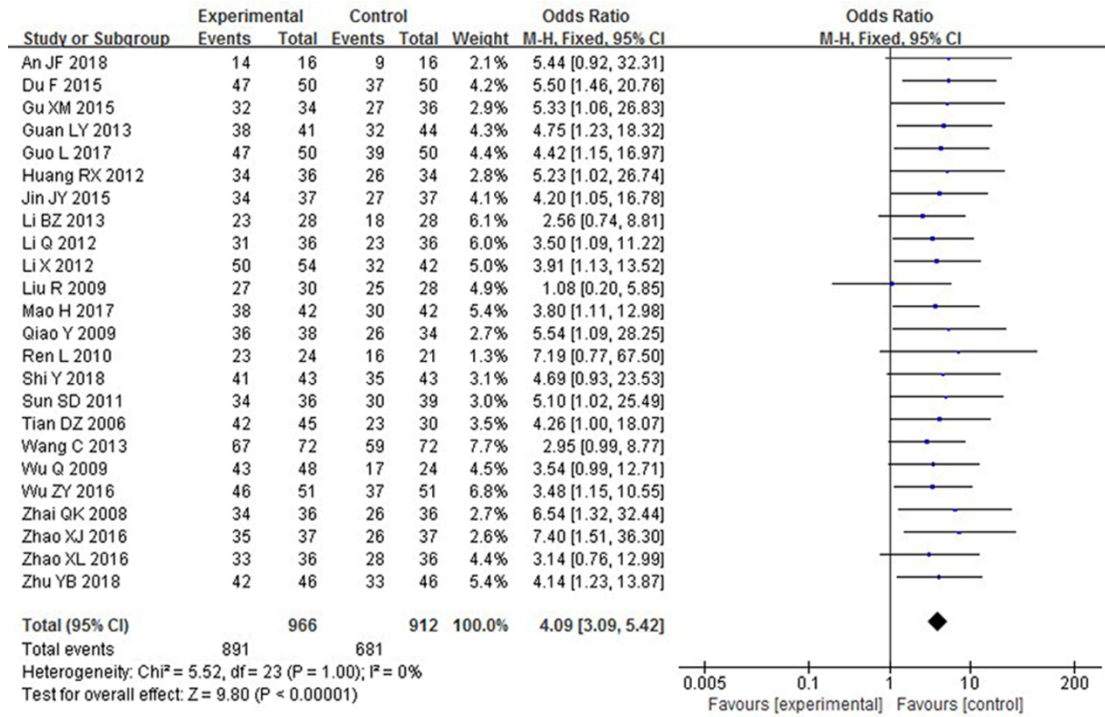 Experimental Control Odds Ratio Odds Ratio
Study or Subgroup Events Total Events Total Weight M-H, Fixed, 95% CI M-H, Fixed, 95% CI
An JF 2018 14 16 9 16 2.1% 5.44 [0.92, 32.31]
Du F 2015 47 50 37 50 4.2% 5.50 [1.46, 20.76]
Gu XM 2015 32 34 27 36 2.9% 5.33 [1.06, 26.83]
Guan LY 2013 38 41 32 44 4.3% 4.75 [1.23, 18.32]
Guo L 2017 47 50 39 50 4.4% 4.42 [1.15, 16.97]
Huang RX 2012 34 36 26 34 2.8% 5.23 [1.02, 26.74]
Jin JY 2015 34 37 27 37 4.2% 4.20 [1.05, 16.78]
Li BZ 2013 23 28 18 28 6.1% 2.56 [0.74, 8.81]
Li Q 2012 31 36 23 36 6.0% 3.50 [1.09, 11.22]
Li X 2012 50 54 32 42 5.0% 3.91 [1.13, 13.52]
Liu R 2009 27 30 25 28 4.9% 1.08 [0.20, 5.85]
Mao H 2017 38 42 30 42 5.4% 3.80 [1.11, 12.98]
Qiao Y 2009 36 38 26 34 2.7% 5.54 [1.09, 28.25]
Ren L 2010 23 24 16 21 1.3% 7.19 [0.77, 67.50]
Shi Y 2018 41 43 35 43 3.1% 4.69 [0.93, 23.53]
Sun SD 2011 34 36 30 39 3.0% 5.10 [1.02, 25.49]
Tian DZ 2006 42 45 23 30 3.5% 4.26 [1.00, 18.07]
Wang C 2013 67 72 59 72 7.7% 2.95 [0.99, 8.77]
Wu Q 2009 43 48 17 24 4.5% 3.54 [0.99, 12.71]
Wu ZY 2016 46 51 37 51 6.8% 3.48 [1.15, 10.55]
Zhai QK 2008 34 36 26 36 2.7% 6.54 [1.32, 32.44]
Zhao XJ 2016 35 37 26 37 2.6% 7.40 [1.51, 36.30]
Zhao XL 2016 33 36 28 36 4.4% 3.14 [0.76, 12.99]
Zhu YB 2018 42 46 33 46 5.4% 4.14 [1.23, 13.87]
Total (95% CI) 966 912 100.0% 4.09 [3.09, 5.42]
Total events 891 681
Heterogeneity: Chi² = 5.52, df = 23 (P = 1.00); I² = 0%
Test for overall effect: Z = 9.80 (P < 0.00001)
0.005 0.1 1 10 200
Favours [experimental] Favours [control]